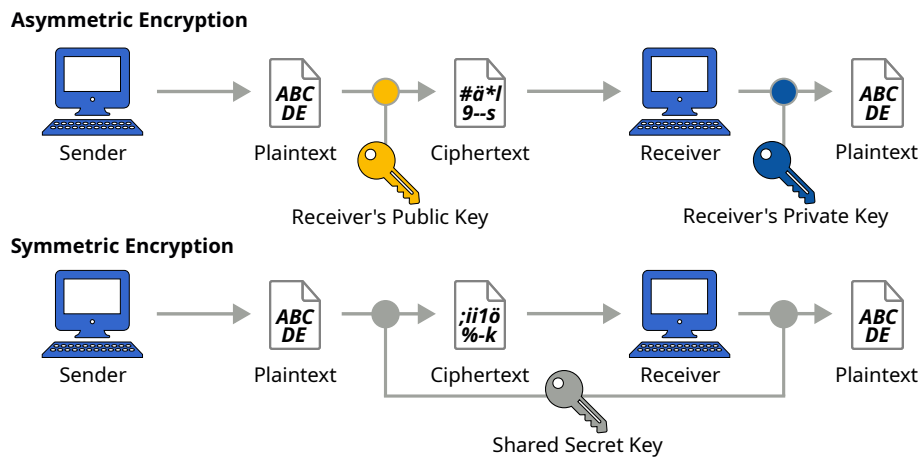 Asymmetric Encryption
ABC
DE
#ä*l
9--s
ABC
DE
Sender
Plaintext
Ciphertext
Receiver
Plaintext
Receiver's Public Key
Receiver's Private Key
Symmetric Encryption
ABC
DE
;ii1ö
%-k
ABC
DE
Sender
Plaintext
Ciphertext
Receiver
Plaintext
Shared Secret Key